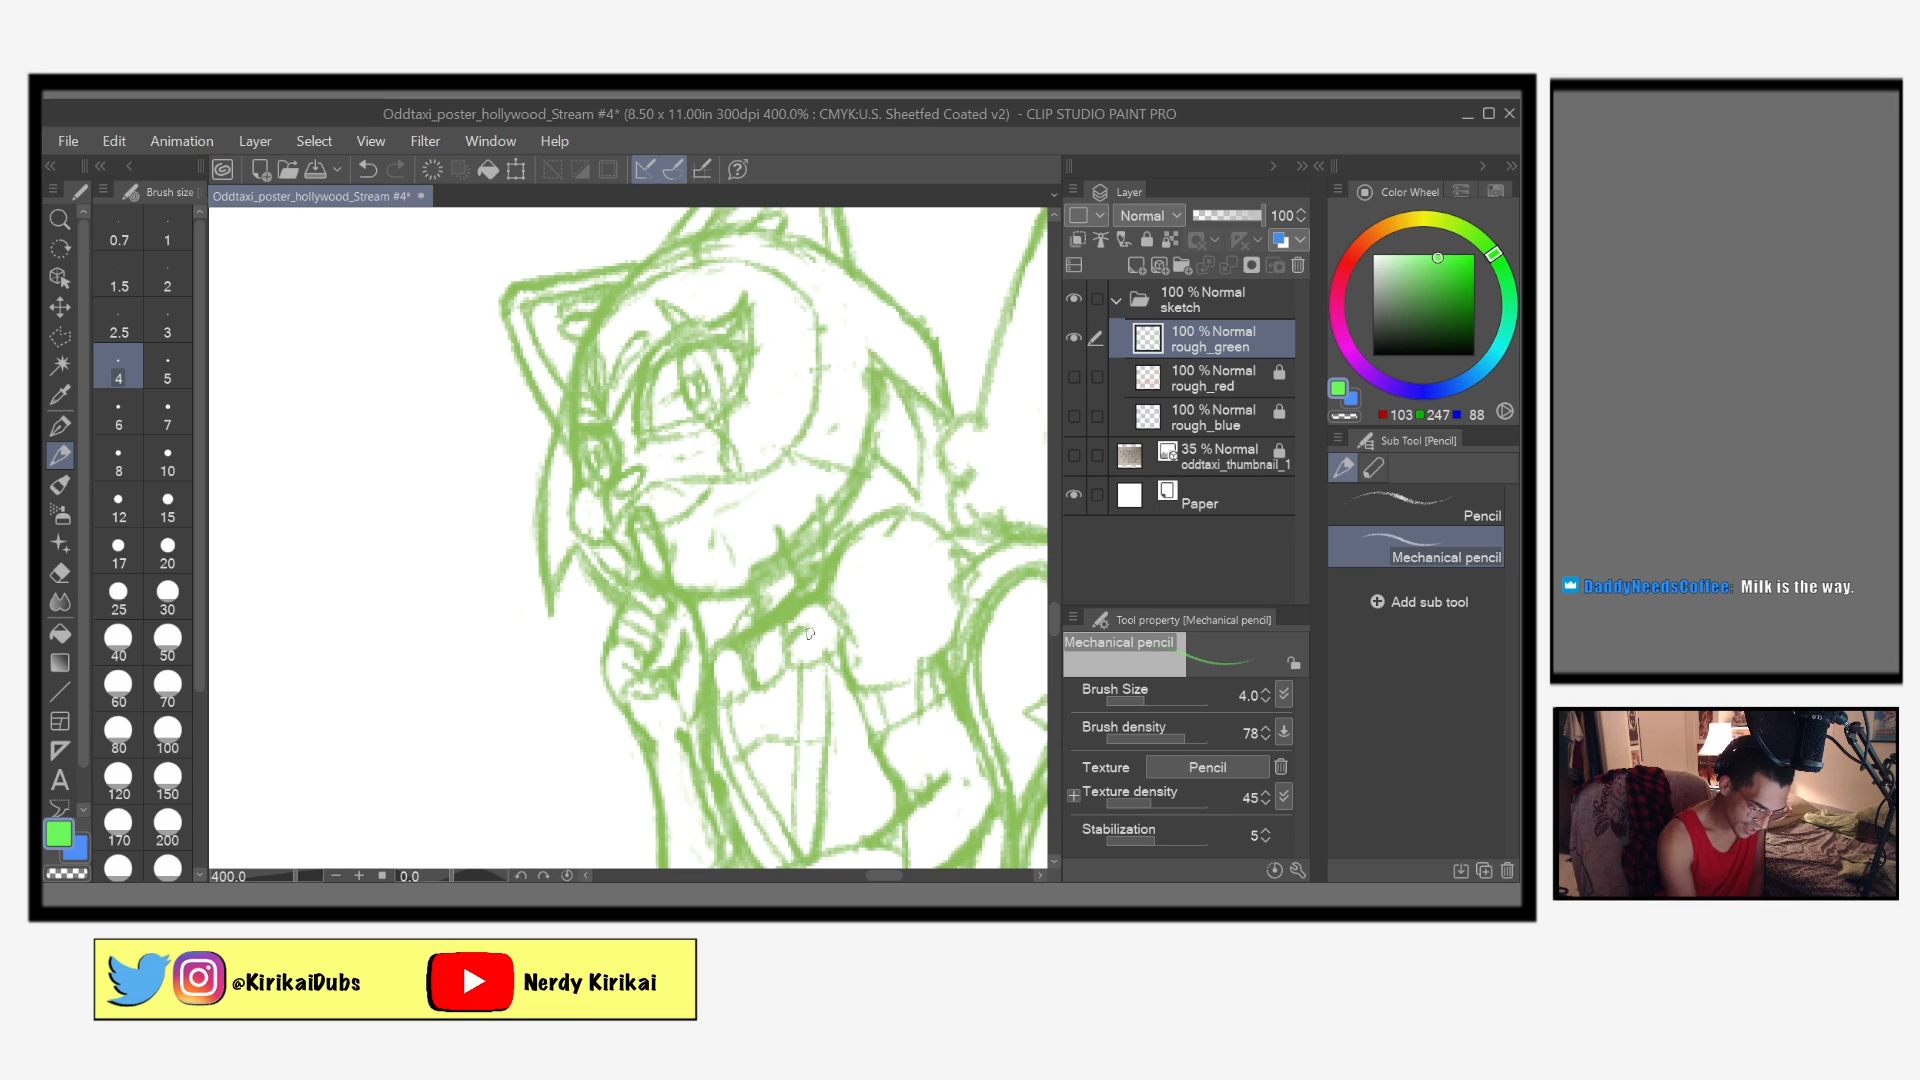 Oddtaxi_poster_hollywood_Stream #4* (8.50 x 11.00in 300dpi 400.0% : CMYK:U.S. Sheetfed Coated v2) - CLIP STUDIO PAINT PRO
File Edit Animation Layer Select View Filter Window Help
Brush size
Oddtaxi_poster_hollywood_Stream #4*
0.7 1
1.5 2
2.5 3
4 5
6 7
8 10
12 15
17 20
25 30
40 50
60 70
80 100
120 150
170 200
400.0
0.0
Layer
Normal 100
100 % Normal
sketch
100 % Normal
rough_green
100 % Normal
rough_red
100 % Normal
rough_blue
35 % Normal
oddtaxi_thumbnail_1
Paper
Tool property [Mechanical pencil]
Mechanical pencil
Brush Size 4.0
Brush density 78
Texture Pencil
Texture density 45
Stabilization 5
Color Wheel
103 247 88
Sub Tool [Pencil]
Pencil
Mechanical pencil
Add sub tool
DaddyNeedsCoffee: Milk is the way.
@KirikaiDubs
Nerdy Kirikai